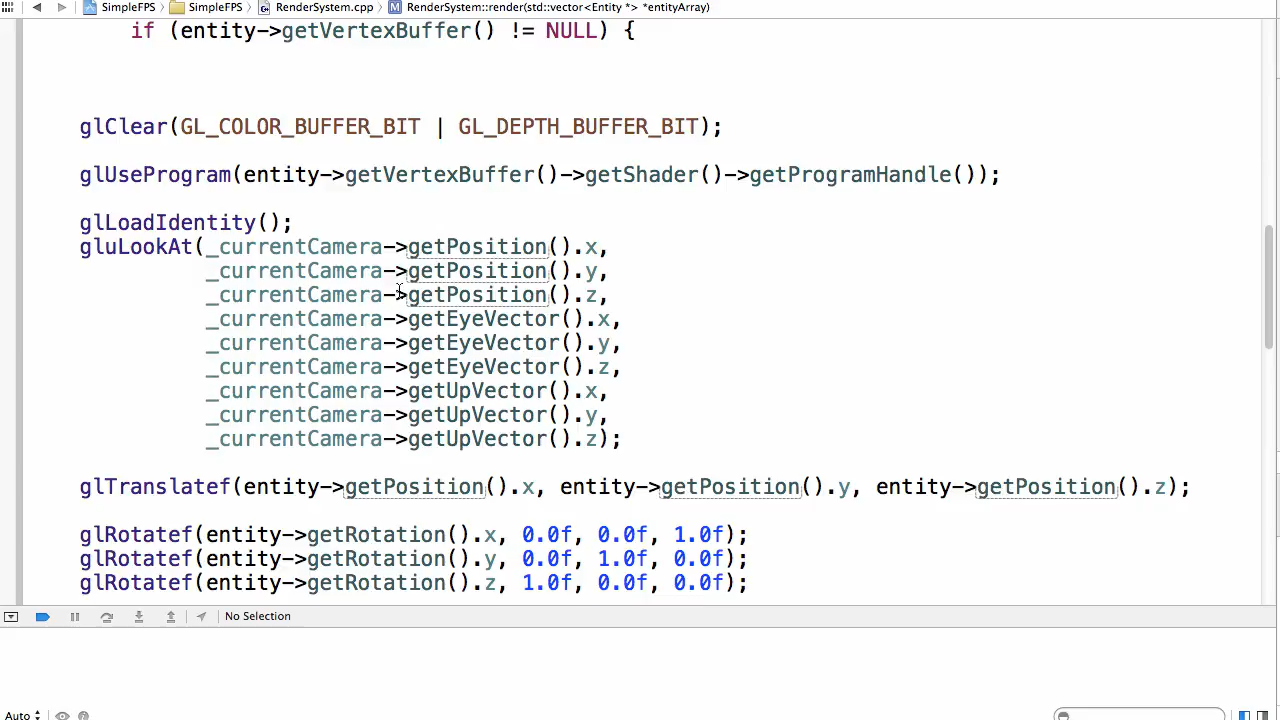 SimpleFPS SimpleFPS RenderSystem.cpp M RenderSystem::render(std::vector<Entity *> *entityArray)
if (entity->getVertexBuffer() != NULL) {
glClear(GL_COLOR_BUFFER_BIT | GL_DEPTH_BUFFER_BIT);
glUseProgram(entity->getVertexBuffer()->getShader()->getProgramHandle());
glLoadIdentity();
gluLookAt(_currentCamera->getPosition().x,
_currentCamera->getPosition().y,
_currentCamera->getPosition().z,
_currentCamera->getEyeVector().x,
_currentCamera->getEyeVector().y,
_currentCamera->getEyeVector().z,
_currentCamera->getUpVector().x,
_currentCamera->getUpVector().y,
_currentCamera->getUpVector().z);
glTranslatef(entity->getPosition().x, entity->getPosition().y, entity->getPosition().z);
glRotatef(entity->getRotation().x, 0.0f, 0.0f, 1.0f);
glRotatef(entity->getRotation().y, 0.0f, 1.0f, 0.0f);
glRotatef(entity->getRotation().z, 1.0f, 0.0f, 0.0f);
No Selection
Auto